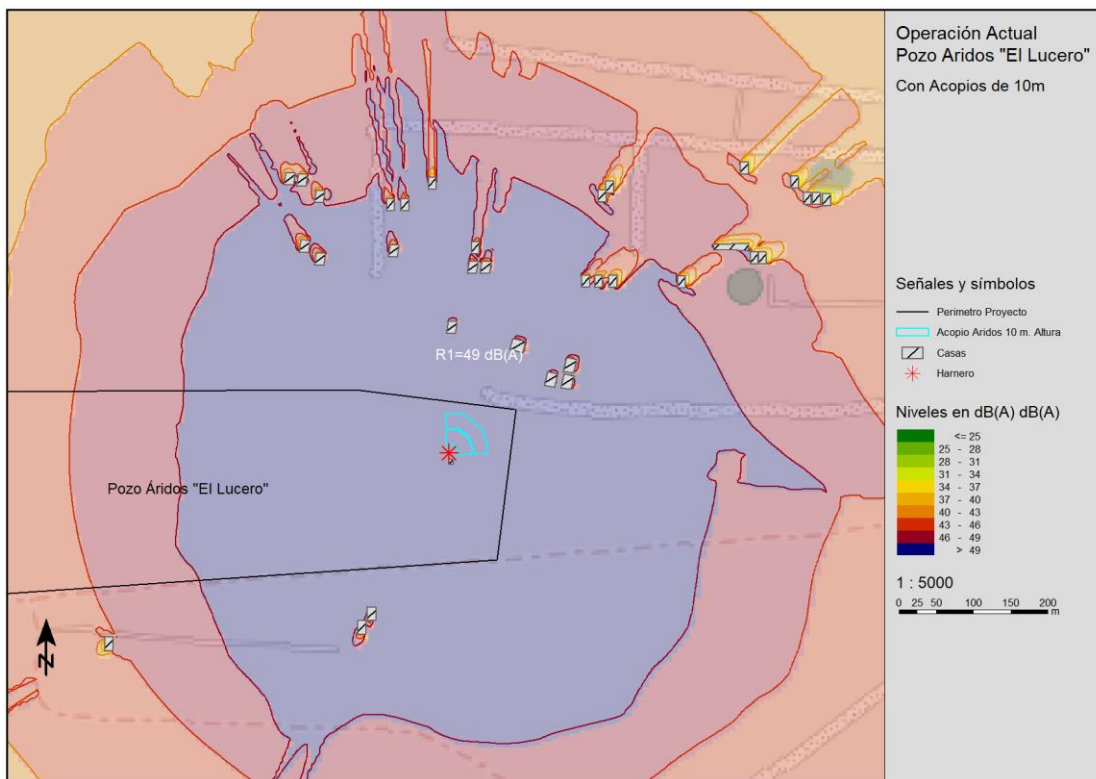 Operación Actual
Pozo Aridos "El Lucero"
Con Acopios de 10m
R1=49 dB(A)
Pozo Áridos "El Lucero"
N
Señales y símbolos
Perimetro Proyecto
Acopio Aridos 10 m. Altura
Casas
Harnero
Niveles en dB(A) dB(A)
<= 25
25 - 28
28 - 31
31 - 34
34 - 37
37 - 40
40 - 43
43 - 46
46 - 49
> 49
1 : 5000
0 25 50 100 150 200
m